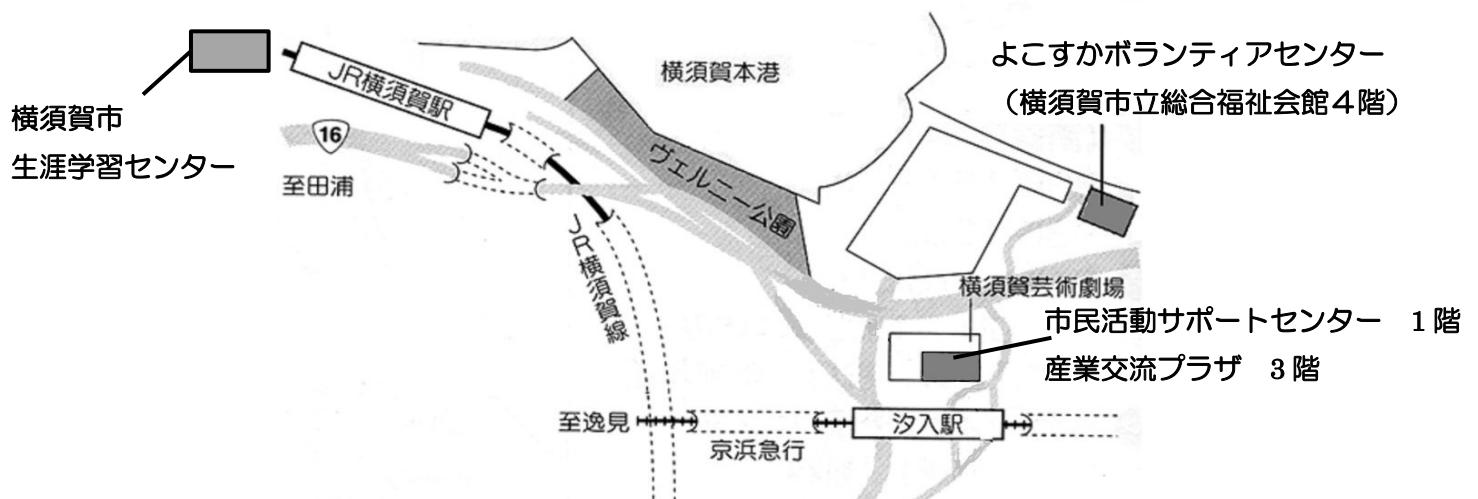 横須賀市
生涯学習センター
JR横須賀駅
16
至田浦
JR横須賀線
ヴェルニー公園
横須賀本港
よこすかボランティアセンター
（横須賀市立総合福祉会館４階）
横須賀芸術劇場
市民活動サポートセンター　1階
産業交流プラザ　3階
至逸見
京浜急行
汐入駅